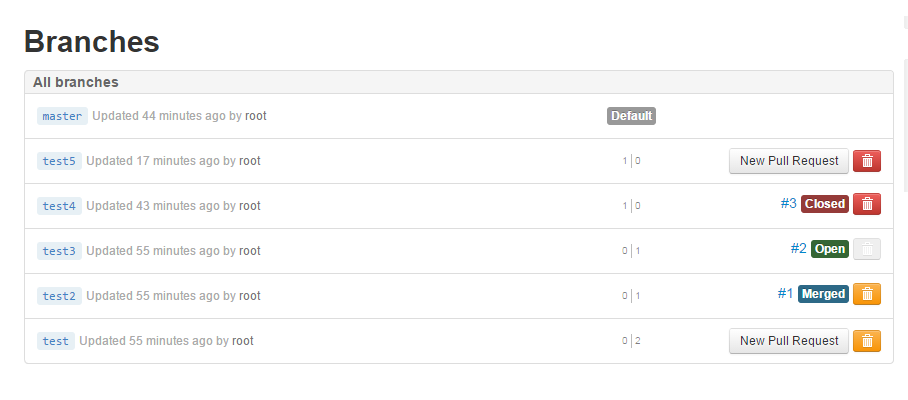 Branches
All branches
master Updated 44 minutes ago by root Default
test5 Updated 17 minutes ago by root 1 | 0 New Pull Request
test4 Updated 43 minutes ago by root 1 | 0 #3 Closed
test3 Updated 55 minutes ago by root 0 | 1 #2 Open
test2 Updated 55 minutes ago by root 0 | 1 #1 Merged
test Updated 55 minutes ago by root 0 | 2 New Pull Request